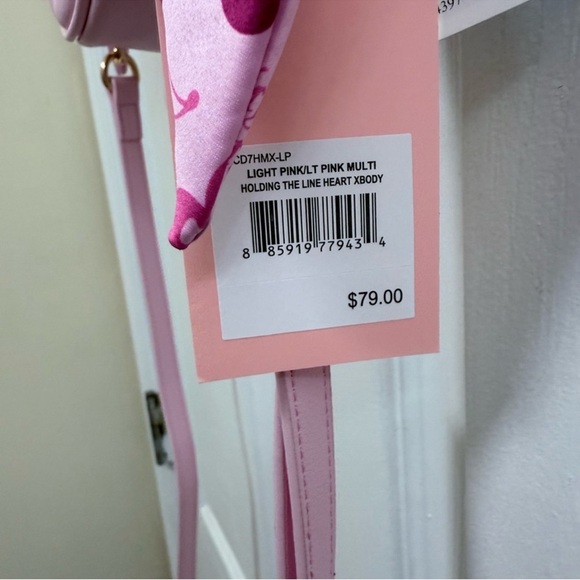 CD7HMX-LP
LIGHT PINK/LT PINK MULTI
HOLDING THE LINE HEART XBODY
8 85919 77943 4
$79.00